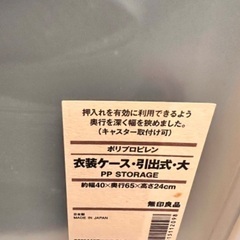 押入れを有効に利用できるよう
奥行を深く幅を狭めました。
(キャスター取付け可)
ポリプロピレン
衣装ケース・引出式・大
PP STORAGE
約幅40×奥行65×高さ24cm
無印良品
日本製
MADE IN JAPAN